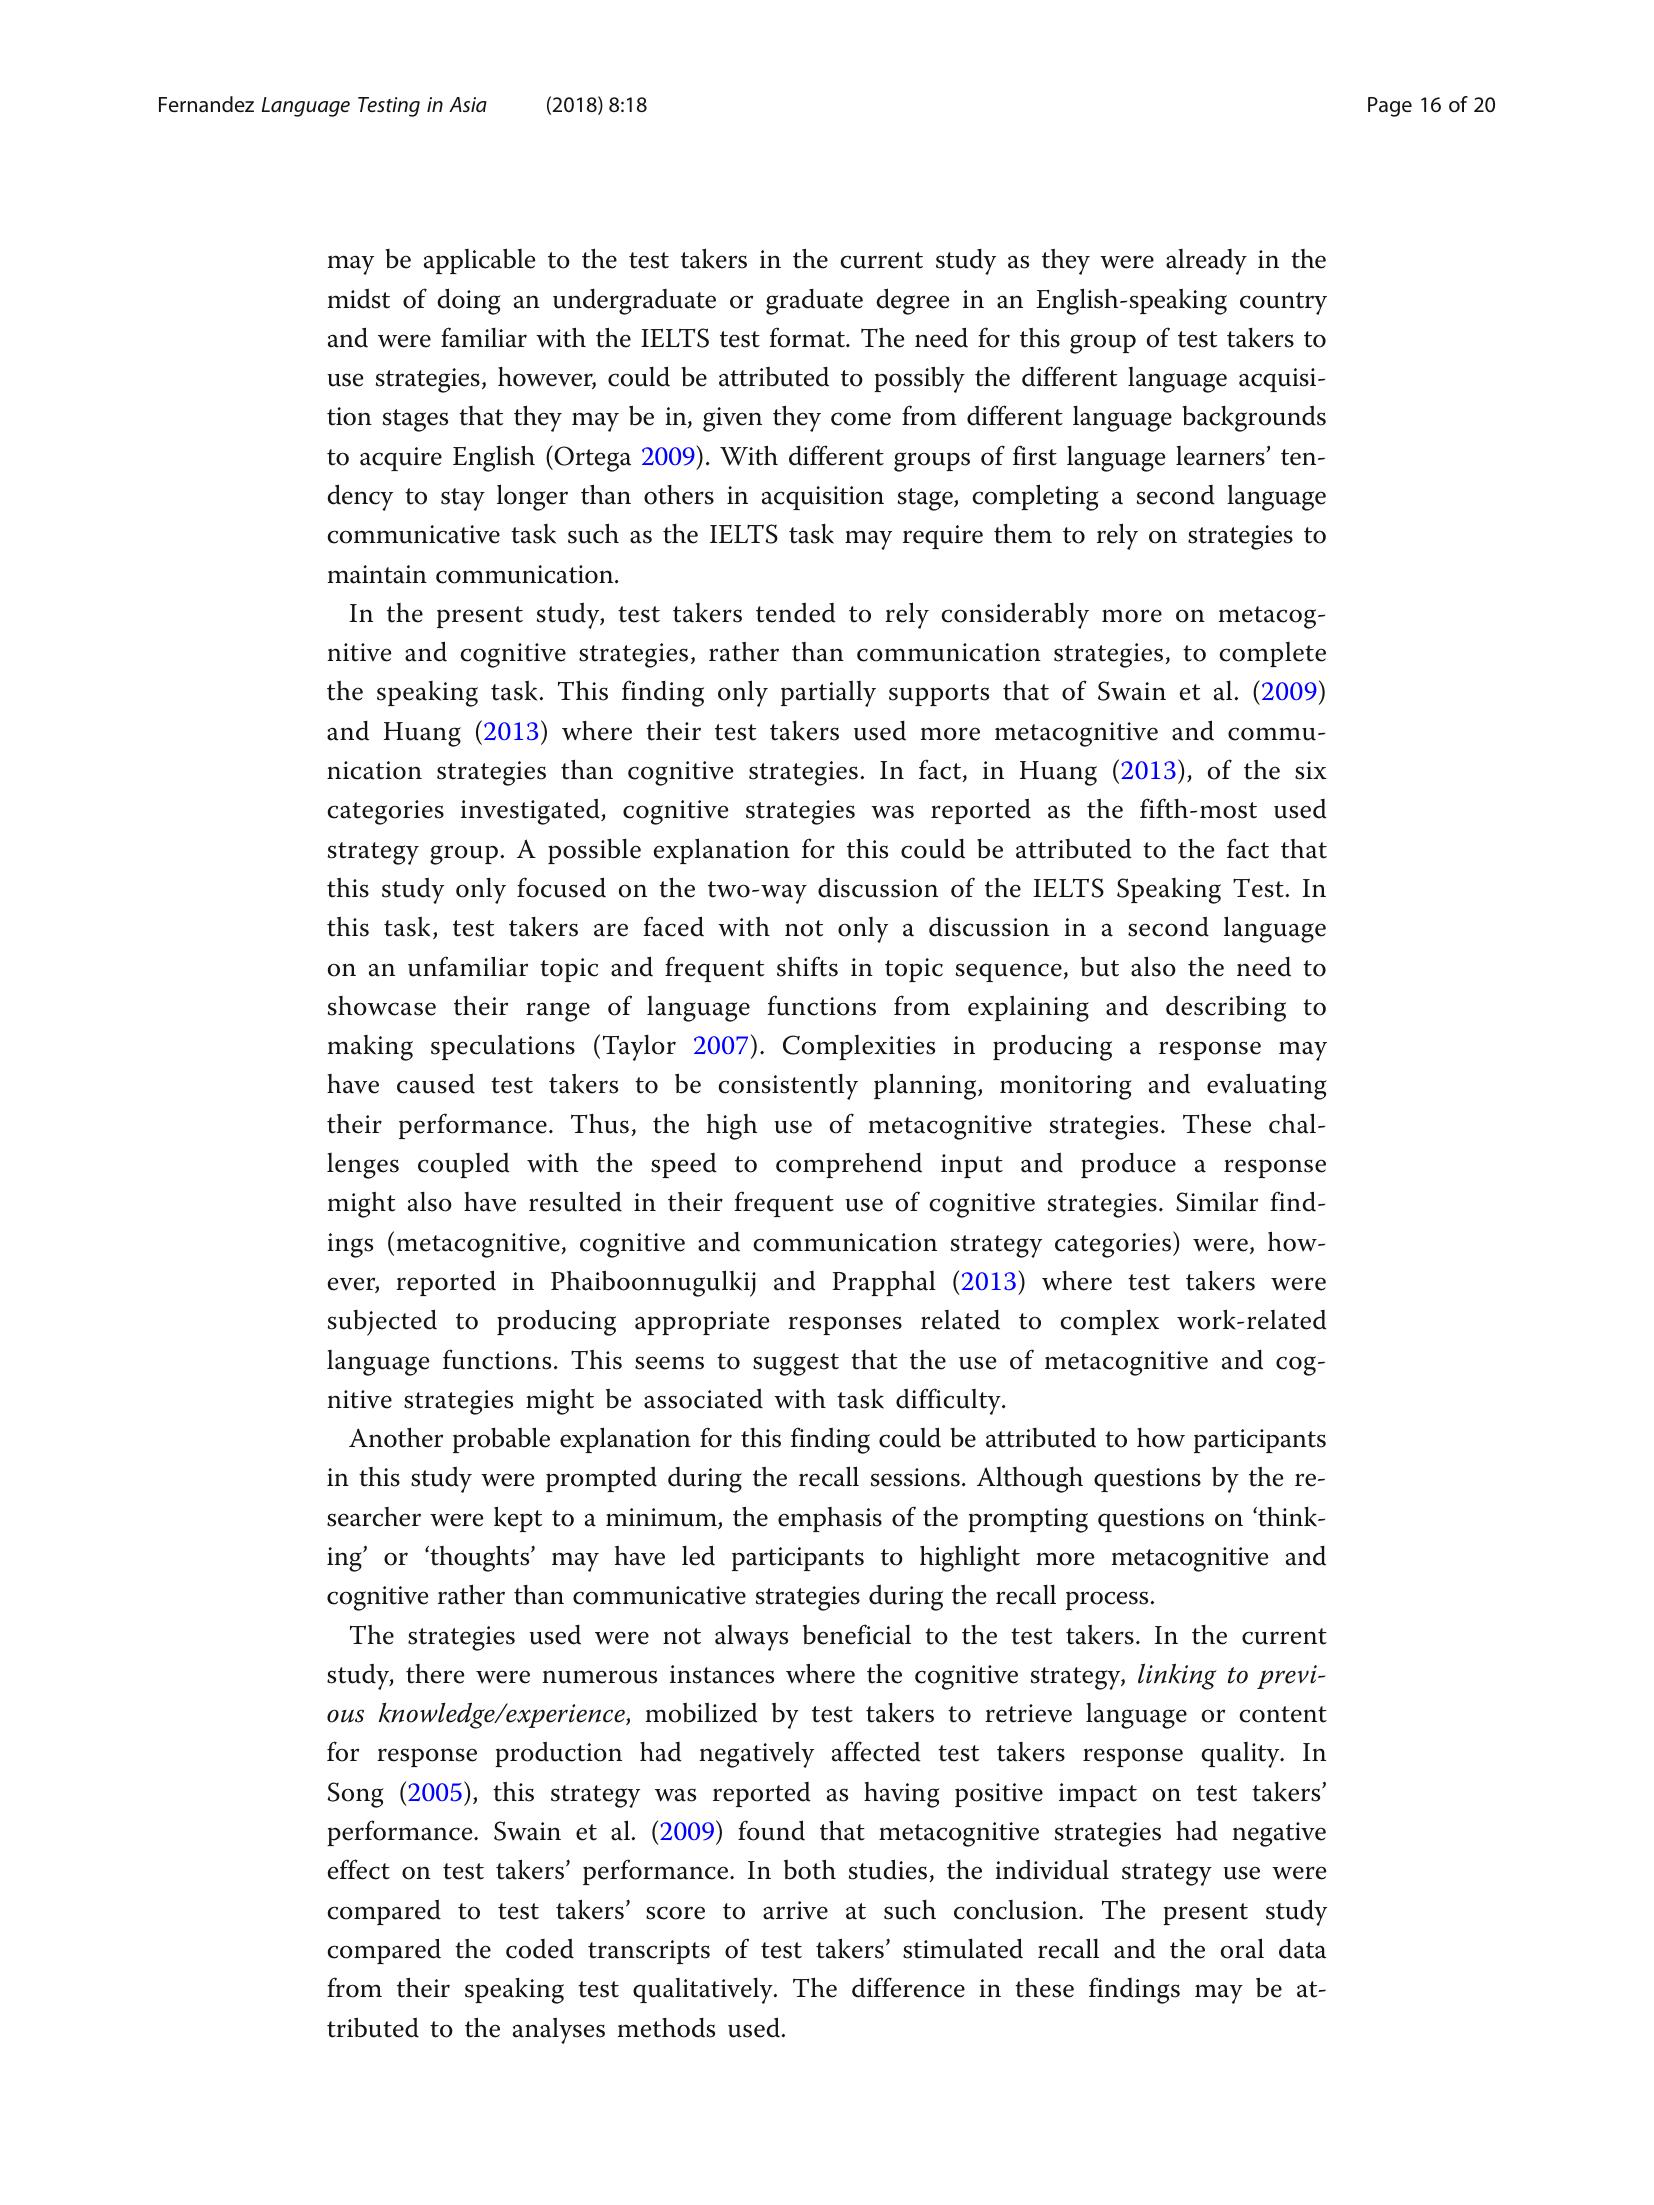 Fernandez Language Testing in Asia (2018) 8:18 Page 16 of 20
may be applicable to the test takers in the current study as they were already in the
midst of doing an undergraduate or graduate degree in an English-speaking country
and were familiar with the IELTS test format. The need for this group of test takers to
use strategies, however, could be attributed to possibly the different language acquisi-
tion stages that they may be in, given they come from different language backgrounds
to acquire English (Ortega 2009). With different groups of first language learners’ ten-
dency to stay longer than others in acquisition stage, completing a second language
communicative task such as the IELTS task may require them to rely on strategies to
maintain communication.
In the present study, test takers tended to rely considerably more on metacog-
nitive and cognitive strategies, rather than communication strategies, to complete
the speaking task. This finding only partially supports that of Swain et al. (2009)
and Huang (2013) where their test takers used more metacognitive and commu-
nication strategies than cognitive strategies. In fact, in Huang (2013), of the six
categories investigated, cognitive strategies was reported as the fifth-most used
strategy group. A possible explanation for this could be attributed to the fact that
this study only focused on the two-way discussion of the IELTS Speaking Test. In
this task, test takers are faced with not only a discussion in a second language
on an unfamiliar topic and frequent shifts in topic sequence, but also the need to
showcase their range of language functions from explaining and describing to
making speculations (Taylor 2007). Complexities in producing a response may
have caused test takers to be consistently planning, monitoring and evaluating
their performance. Thus, the high use of metacognitive strategies. These chal-
lenges coupled with the speed to comprehend input and produce a response
might also have resulted in their frequent use of cognitive strategies. Similar find-
ings (metacognitive, cognitive and communication strategy categories) were, how-
ever, reported in Phaiboonnugulkij and Prapphal (2013) where test takers were
subjected to producing appropriate responses related to complex work-related
language functions. This seems to suggest that the use of metacognitive and cog-
nitive strategies might be associated with task difficulty.
Another probable explanation for this finding could be attributed to how participants
in this study were prompted during the recall sessions. Although questions by the re-
searcher were kept to a minimum, the emphasis of the prompting questions on ‘think-
ing’ or ‘thoughts’ may have led participants to highlight more metacognitive and
cognitive rather than communicative strategies during the recall process.
The strategies used were not always beneficial to the test takers. In the current
study, there were numerous instances where the cognitive strategy, linking to previ-
ous knowledge/experience, mobilized by test takers to retrieve language or content
for response production had negatively affected test takers response quality. In
Song (2005), this strategy was reported as having positive impact on test takers’
performance. Swain et al. (2009) found that metacognitive strategies had negative
effect on test takers’ performance. In both studies, the individual strategy use were
compared to test takers’ score to arrive at such conclusion. The present study
compared the coded transcripts of test takers’ stimulated recall and the oral data
from their speaking test qualitatively. The difference in these findings may be at-
tributed to the analyses methods used.